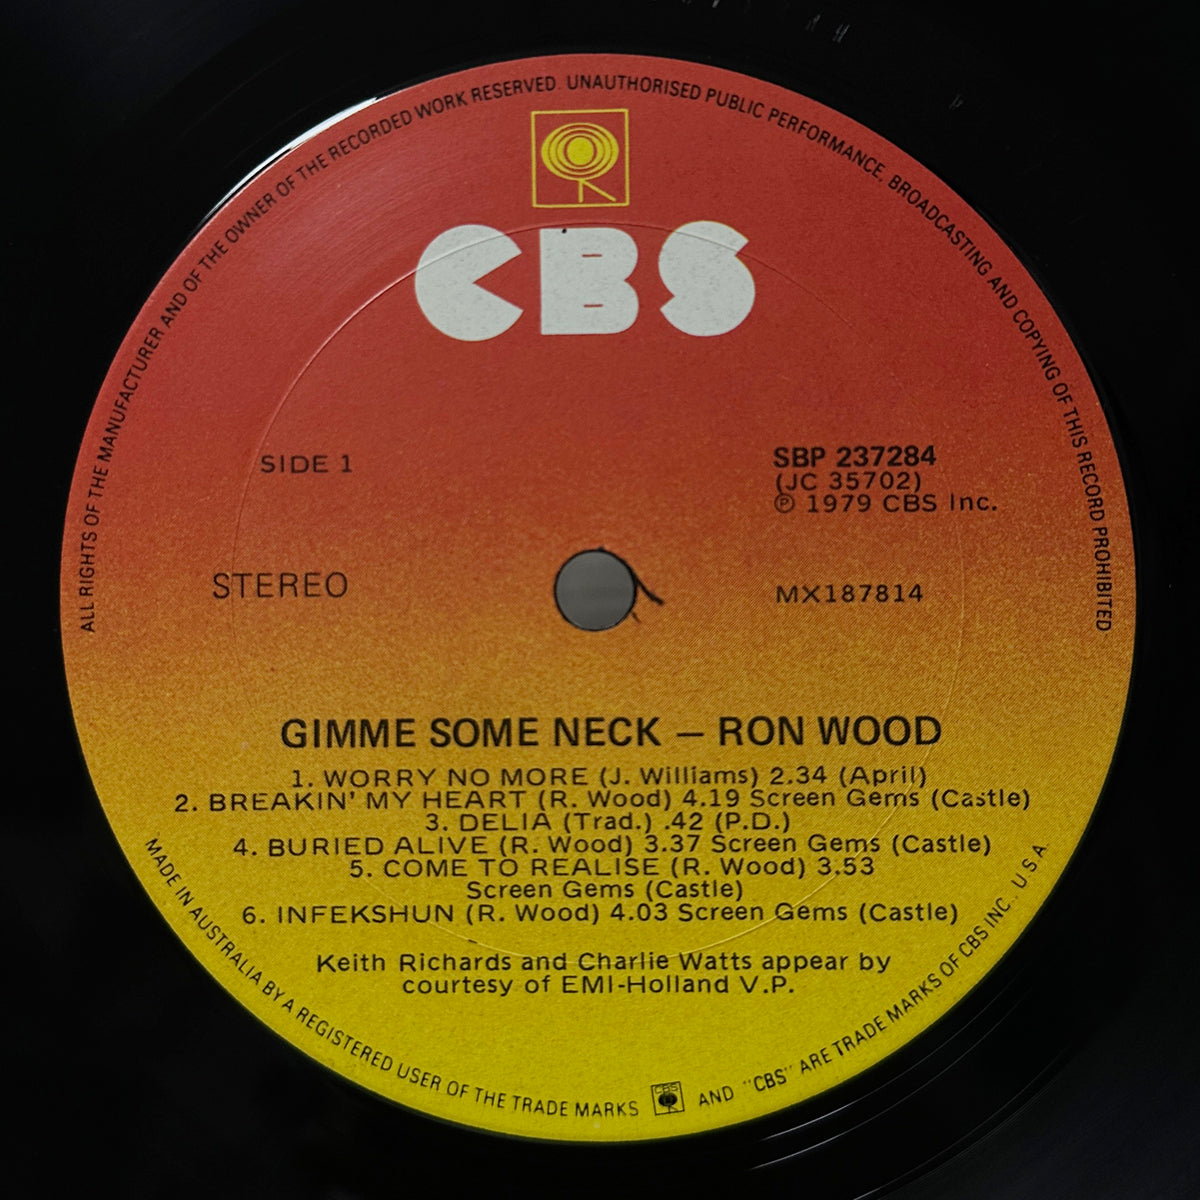 ALL RIGHTS OF THE MANUFACTURER AND OF THE OWNER OF THE RECORDED WORK RESERVED. UNAUTHORISED PUBLIC PERFORMANCE, BROADCASTING AND COPYING OF THIS RECORD PROHIBITED
CBS
SIDE 1
SBP 237284
(JC 35702)
℗ 1979 CBS Inc.
STEREO
MX187814
GIMME SOME NECK – RON WOOD
1. WORRY NO MORE (J. Williams) 2.34 (April)
2. BREAKIN' MY HEART (R. Wood) 4.19 Screen Gems (Castle)
3. DELIA (Trad.) .42 (P.D.)
4. BURIED ALIVE (R. Wood) 3.37 Screen Gems (Castle)
5. COME TO REALISE (R. Wood) 3.53
Screen Gems (Castle)
6. INFEKSHUN (R. Wood) 4.03 Screen Gems (Castle)
Keith Richards and Charlie Watts appear by
courtesy of EMI-Holland V.P.
MADE IN AUSTRALIA BY A REGISTERED USER OF THE TRADE MARKS CBS AND "CBS" ARE TRADE MARKS OF CBS INC., U S A